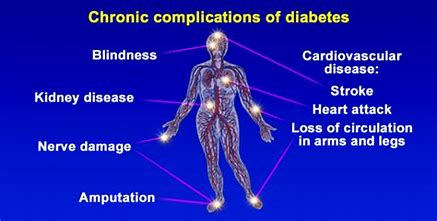 Chronic complications of diabetes
Blindness
Kidney disease
Nerve damage
Amputation
Cardiovascular
disease:
Stroke
Heart attack
Loss of circulation
in arms and legs